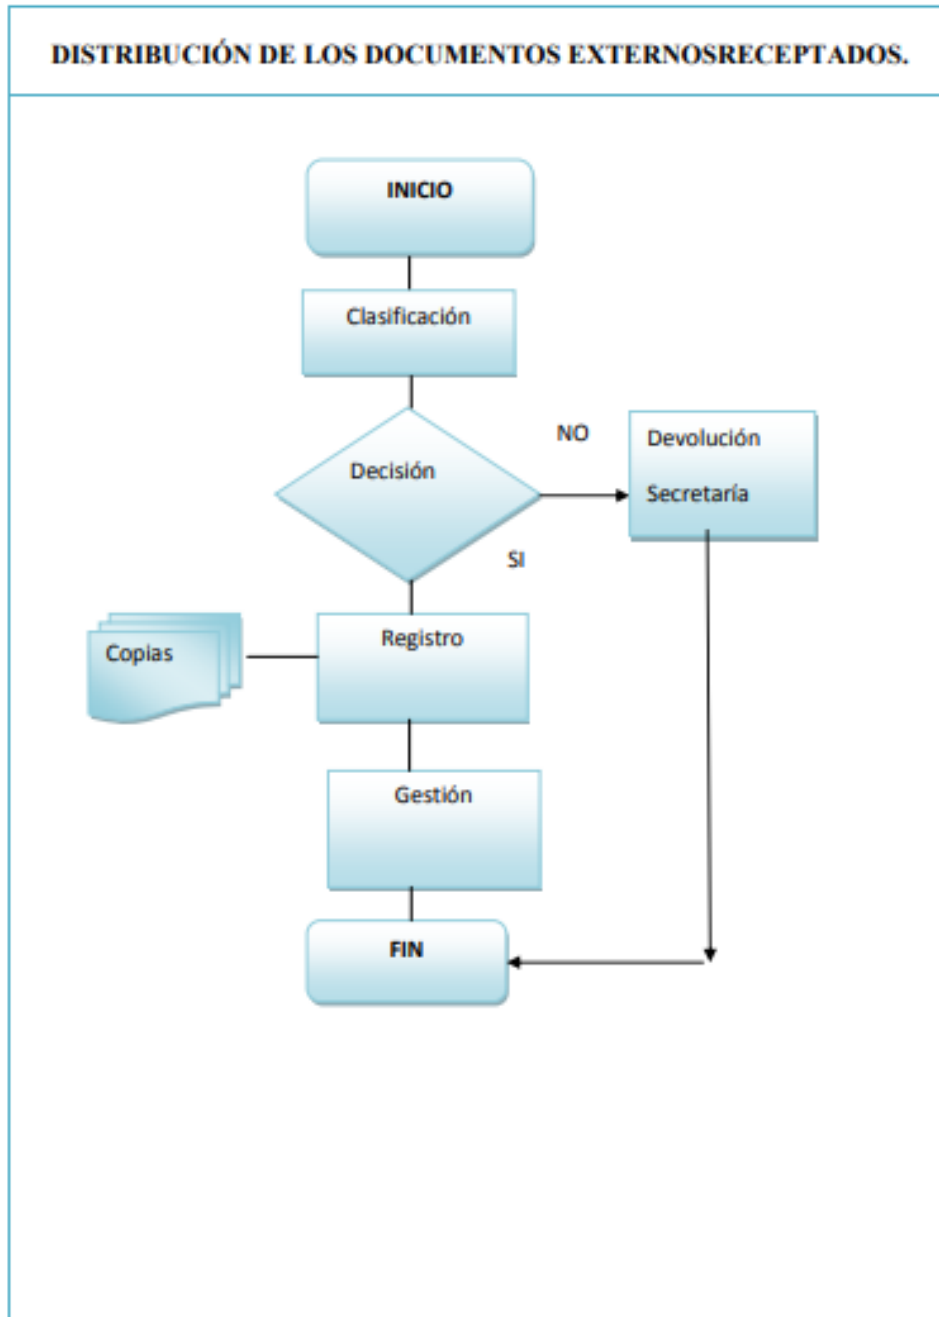 DISTRIBUCIÓN DE LOS DOCUMENTOS EXTERNOSRECEPTADOS.
INICIO
Clasificación
Decisión
NO
Devolución
Secretaría
SI
Copias
Registro
Gestión
FIN